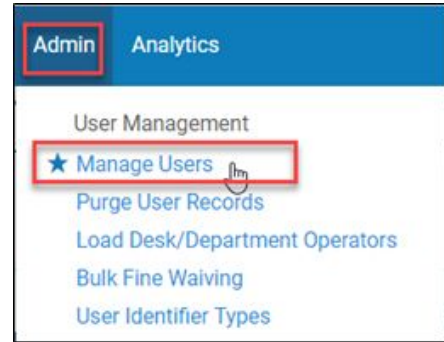 Admin Analytics
User Management
Manage Users
Purge User Records
Load Desk/Department Operators
Bulk Fine Waiving
User Identifier Types